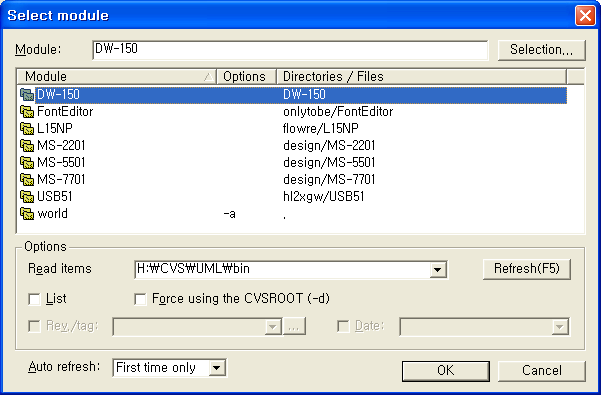 Select module
Module: DW-150 Selection...
Module Options Directories / Files
DW-150 DW-150
FontEditor onlytobe/FontEditor
L15NP flowre/L15NP
MS-2201 design/MS-2201
MS-5501 design/MS-5501
MS-7701 design/MS-7701
USB51 hl2xgw/USB51
world -a .
Options
Read items H:₩CVS₩UML₩bin Refresh(F5)
List Force using the CVSROOT (-d)
Rev./tag: ... Date:
Auto refresh: First time only OK Cancel